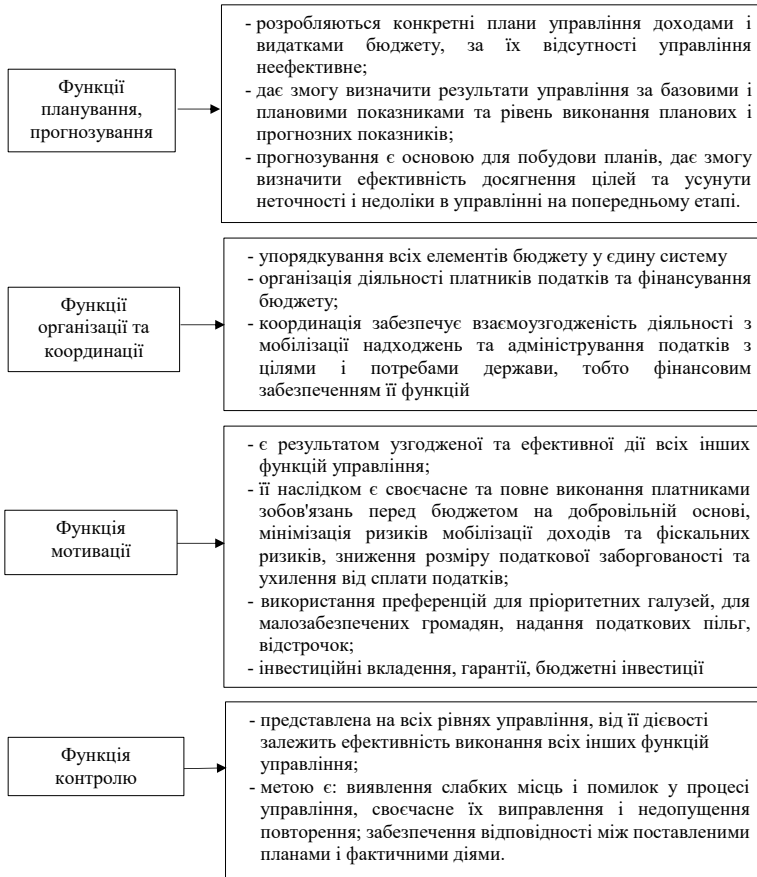 Функції
планування,
прогнозування
- розробляються конкретні плани управління доходами і
видатками бюджету, за їх відсутності управління
неефективне;
- дає змогу визначити результати управління за базовими і
плановими показниками та рівень виконання планових і
прогнозних показників;
- прогнозування є основою для побудови планів, дає змогу
визначити ефективність досягнення цілей та усунути
неточності і недоліки в управлінні на попередньому етапі.
Функції
організації та
координації
- упорядкування всіх елементів бюджету у єдину систему
- організація діяльності платників податків та фінансування
бюджету;
- координація забезпечує взаємоузгодженість діяльності з
мобілізації надходжень та адміністрування податків з
цілями і потребами держави, тобто фінансовим
забезпеченням її функцій
Функція
мотивації
- є результатом узгодженої та ефективної дії всіх інших
функцій управління;
- її наслідком є своєчасне та повне виконання платниками
зобов'язань перед бюджетом на добровільній основі,
мінімізація ризиків мобілізації доходів та фіскальних
ризиків, зниження розміру податкової заборгованості та
ухилення від сплати податків;
- використання преференцій для пріоритетних галузей, для
малозабезпечених громадян, надання податкових пільг,
відстрочок;
- інвестиційні вкладення, гарантії, бюджетні інвестиції
Функція
контролю
- представлена на всіх рівнях управління, від її дієвості
залежить ефективність виконання всіх інших функцій
управління;
- метою є: виявлення слабких місць і помилок у процесі
управління, своєчасне їх виправлення і недопущення
повторення; забезпечення відповідності між поставленими
планами і фактичними діями.